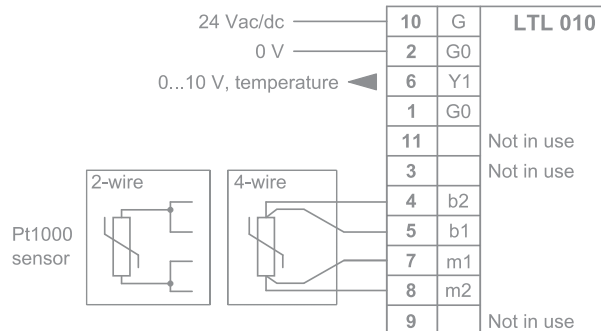 24 Vac/dc 10 G LTL 010
0 V 2 G0
0...10 V, temperature 6 Y1
1 G0
11 Not in use
3 Not in use
2-wire 4-wire
4 b2
Pt1000 5 b1
sensor 7 m1
8 m2
9 Not in use